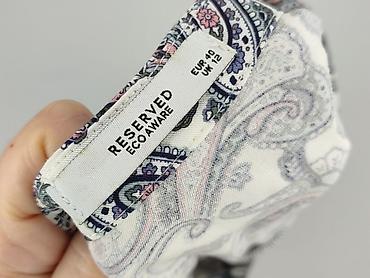 RESERVED
ECO AWARE
EUR 40
UK 12